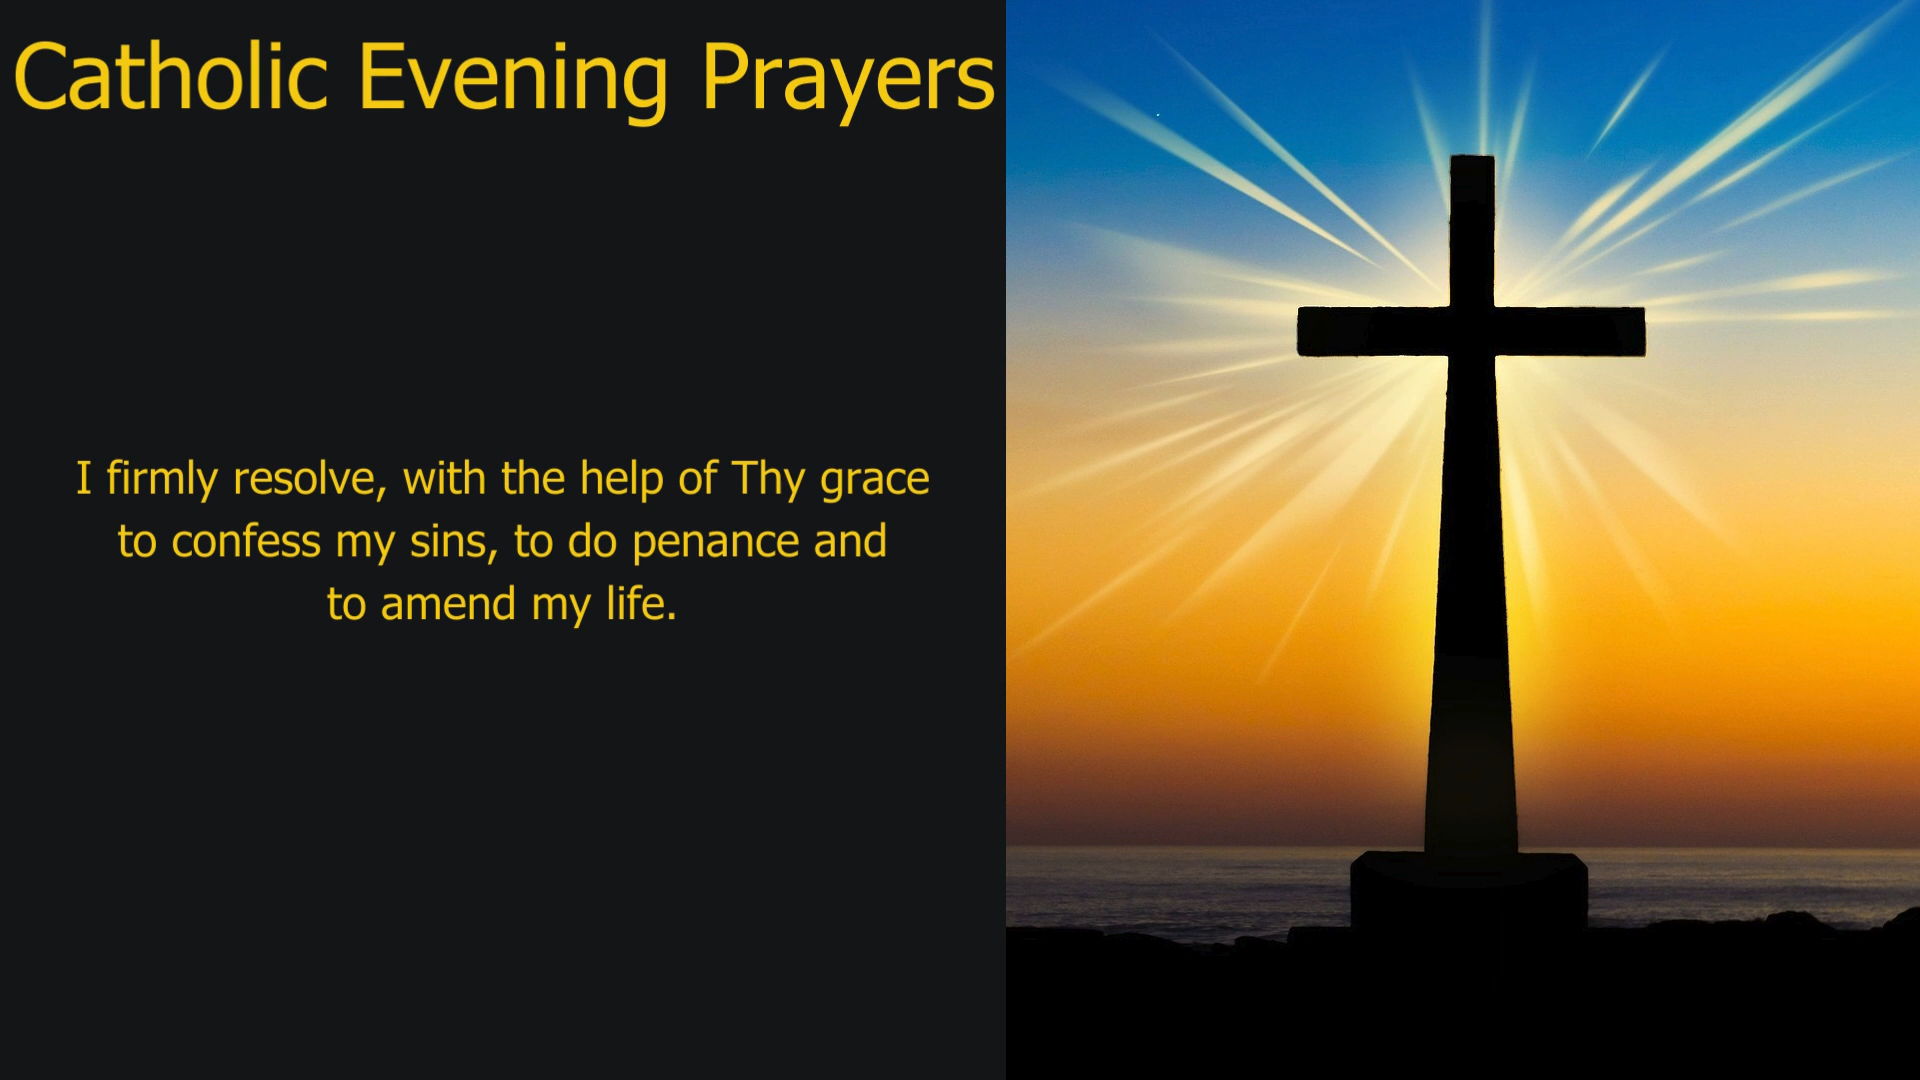 Catholic Evening Prayers
I firmly resolve, with the help of Thy grace
to confess my sins, to do penance and
to amend my life.